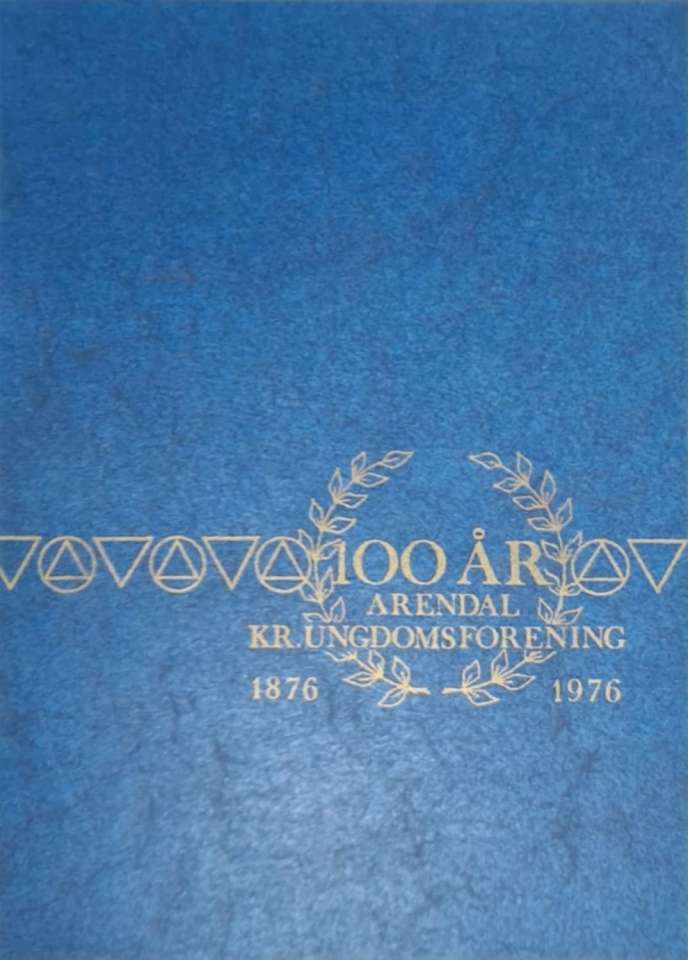 100 ÅR
ARENDAL
KR. UNGDOMSFORENING
1876 1976